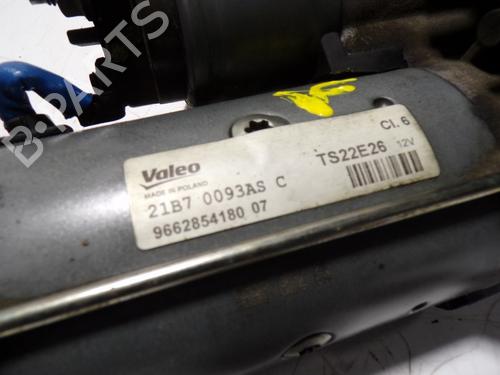 Valeo
MADE IN POLAND
TS22E26
Cl. 6
12V
21B7 0093AS C
9662854180 07
B-PARTS